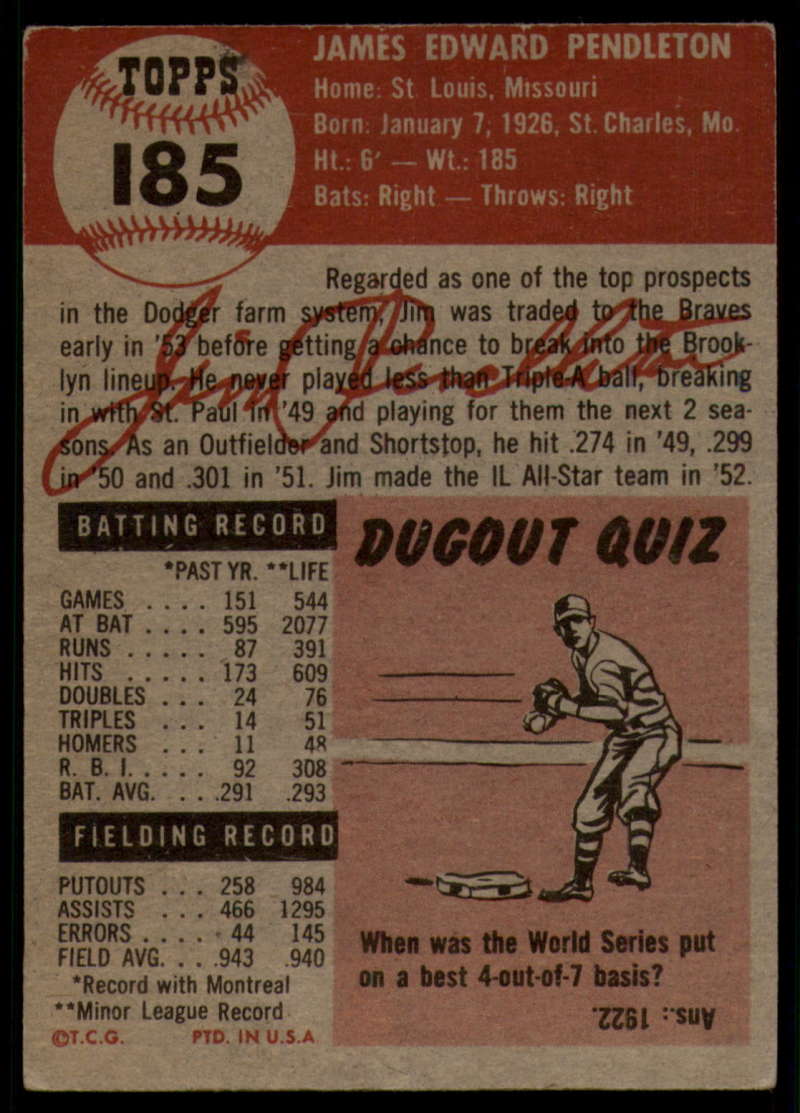 TOPPS
185
JAMES EDWARD PENDLETON
Home: St. Louis, Missouri
Born: January 7, 1926, St. Charles, Mo.
Ht.: 6' — Wt.: 185
Bats: Right — Throws: Right
Regarded as one of the top prospects
in the Dodger farm system, Jim was traded to the Braves
early in '53 before getting a chance to break into the Brook-
lyn lineup. He never played less than Triple-A ball, breaking
in with St. Paul in '49 and playing for them the next 2 sea-
sons. As an Outfielder and Shortstop, he hit .274 in '49, .299
in '50 and .301 in '51. Jim made the IL All-Star team in '52.
Jim Pendleton
BATTING RECORD
*PAST YR. **LIFE
GAMES .... 151 544
AT BAT .... 595 2077
RUNS ..... 87 391
HITS ..... 173 609
DOUBLES ... 24 76
TRIPLES ... 14 51
HOMERS ... 11 48
R. B. I. .... 92 308
BAT. AVG. ... .291 .293
FIELDING RECORD
PUTOUTS ... 258 984
ASSISTS ... 466 1295
ERRORS .... 44 145
FIELD AVG. .. .943 .940
*Record with Montreal
**Minor League Record
©T.C.G. PTD. IN U.S.A
DUGOUT QUIZ
When was the World Series put
on a best 4-out-of-7 basis?
Ans.: 1922.